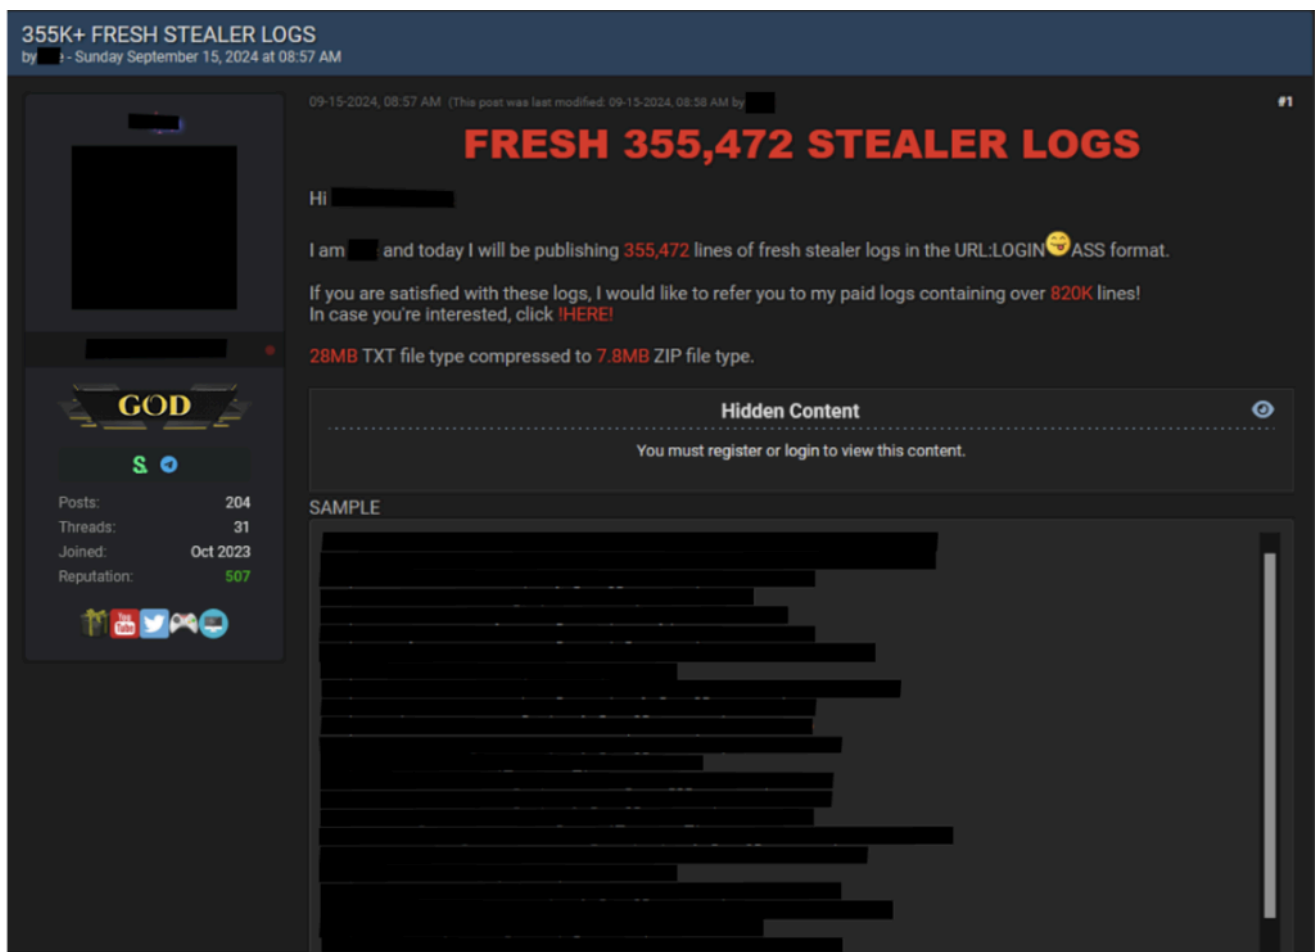 355K+ FRESH STEALER LOGS
by - Sunday September 15, 2024 at 08:57 AM
09-15-2024, 08:57 AM (This post was last modified: 09-15-2024, 08:58 AM by
#1
FRESH 355,472 STEALER LOGS
Hi
I am and today I will be publishing 355,472 lines of fresh stealer logs in the URL:LOGIN😜ASS format.
If you are satisfied with these logs, I would like to refer you to my paid logs containing over 820K lines!
In case you're interested, click !HERE!
28MB TXT file type compressed to 7.8MB ZIP file type.
GOD
Posts: 204
Threads: 31
Joined: Oct 2023
Reputation: 507
You Tube
Hidden Content
You must register or login to view this content.
SAMPLE